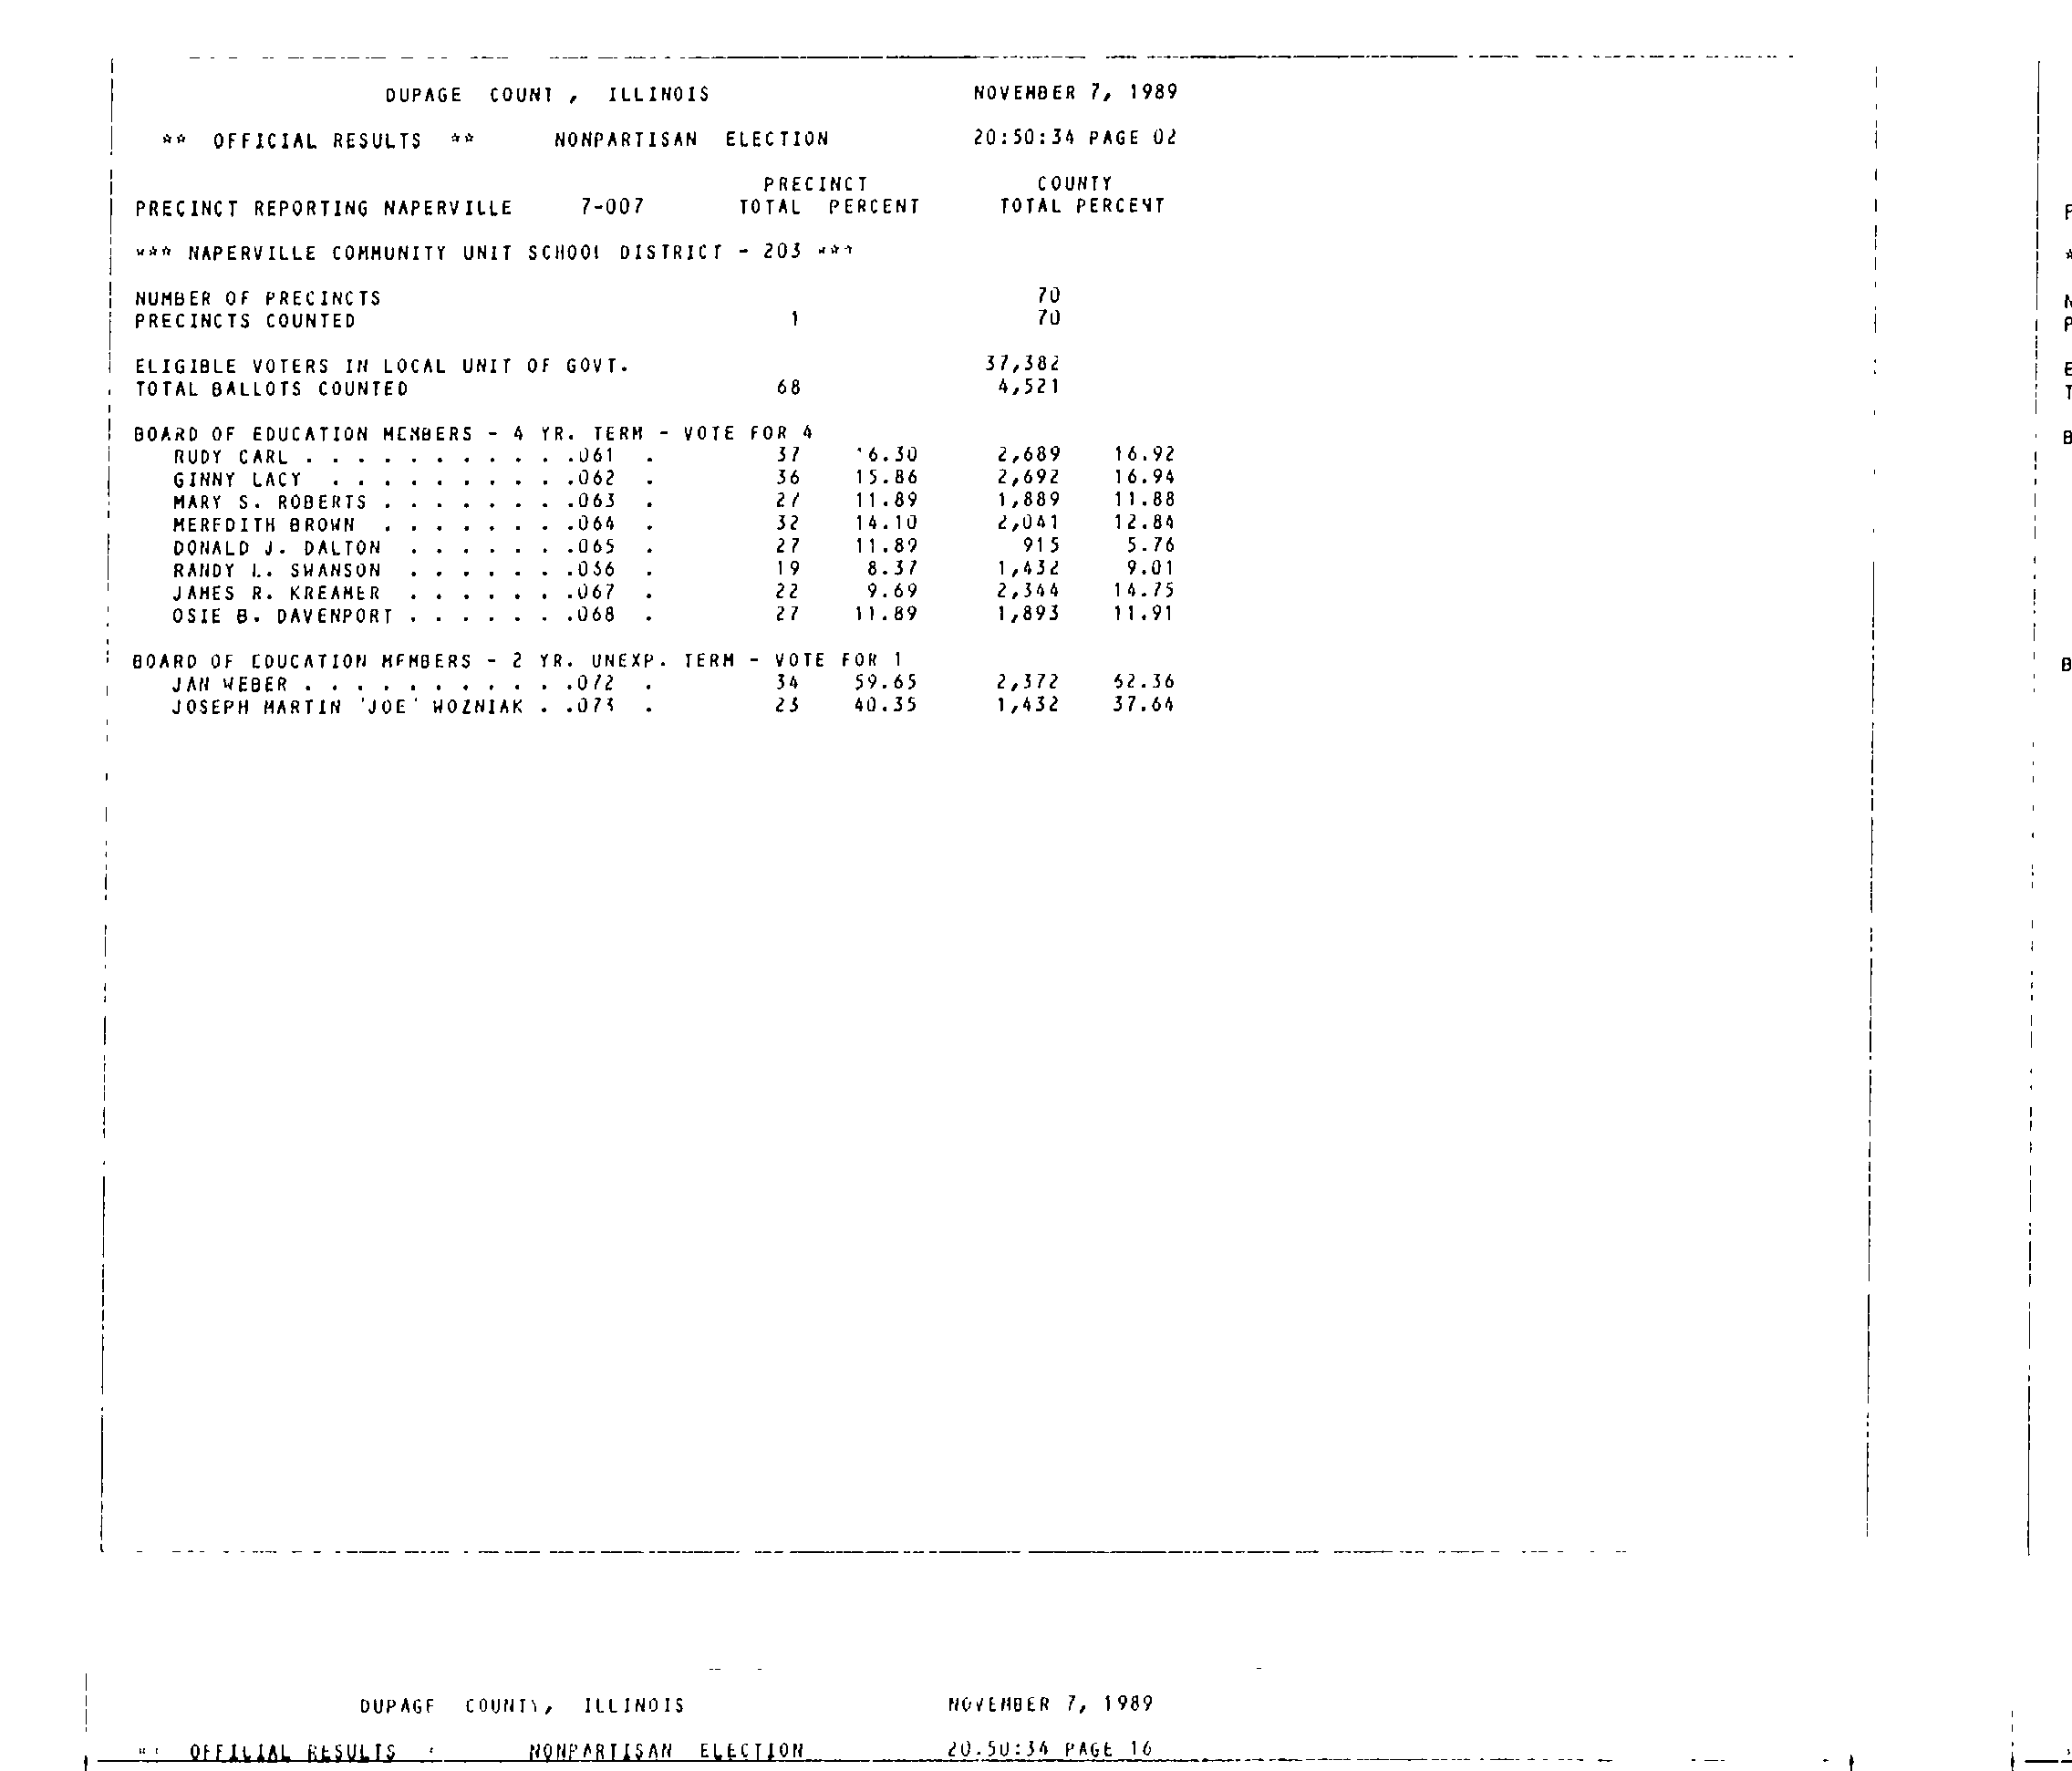 DUPAGE COUNT , ILLINOIS NOVEMBER 7, 1989
** OFFICIAL RESULTS ** NONPARTISAN ELECTION 20:50:34 PAGE 02
PRECINCT COUNTY
PRECINCT REPORTING NAPERVILLE 7-007 TOTAL PERCENT TOTAL PERCENT
*** NAPERVILLE COMMUNITY UNIT SCHOOL DISTRICT - 203 ***
NUMBER OF PRECINCTS 70
PRECINCTS COUNTED 1 70
ELIGIBLE VOTERS IN LOCAL UNIT OF GOVT. 37,382
TOTAL BALLOTS COUNTED 68 4,521
BOARD OF EDUCATION MEMBERS - 4 YR. TERM - VOTE FOR 4
RUDY CARL . . . . . . . . . . .061 . 37 16.30 2,689 16.92
GINNY LACY . . . . . . . . . .062 . 36 15.86 2,692 16.94
MARY S. ROBERTS . . . . . . . .063 . 27 11.89 1,889 11.88
MEREDITH BROWN . . . . . . . .064 . 32 14.10 2,041 12.84
DONALD J. DALTON . . . . . . .065 . 27 11.89 915 5.76
RANDY L. SWANSON . . . . . . .066 . 19 8.37 1,432 9.01
JAMES R. KREAMER . . . . . . .067 . 22 9.69 2,344 14.75
OSIE B. DAVENPORT . . . . . . .068 . 27 11.89 1,893 11.91
BOARD OF EDUCATION MEMBERS - 2 YR. UNEXP. TERM - VOTE FOR 1
JAN WEBER . . . . . . . . . . .072 . 34 59.65 2,372 62.36
JOSEPH MARTIN 'JOE' WOZNIAK . .073 . 23 40.35 1,432 37.64
DUPAGE COUNTY, ILLINOIS NOVEMBER 7, 1989
OFFICIAL RESULTS NONPARTISAN ELECTION 20:50:34 PAGE 16